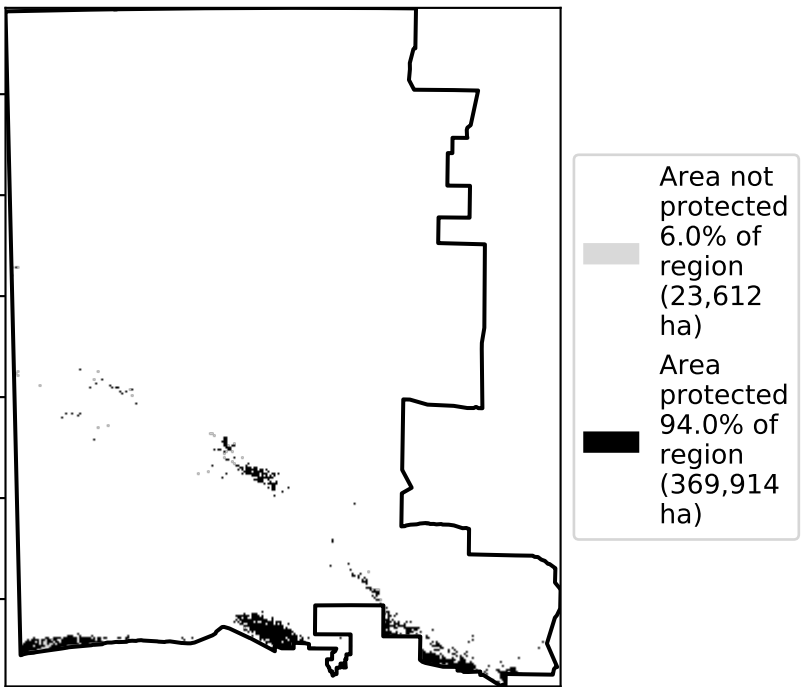 Area not
protected
6.0% of
region
(23,612
ha)
Area
protected
94.0% of
region
(369,914
ha)